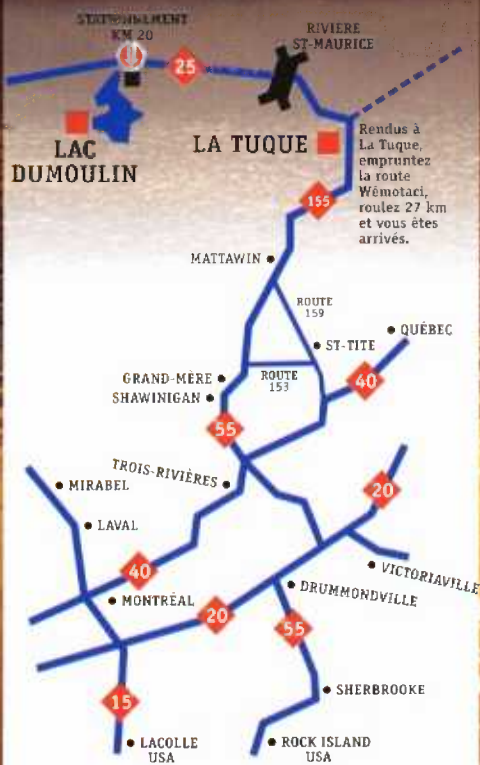 STATIONNEMENT
KM 20
RIVIERE
ST-MAURICE
25
LAC
DUMOULIN
LA TUQUE
Rendus à
La Tuque,
empruntez
la route
Wémotaci,
roulez 27 km
et vous êtes
arrivés.
155
MATTAWIN
ROUTE
159
QUÉBEC
ST-TITE
GRAND-MÈRE
ROUTE
153
40
SHAWINIGAN
55
TROIS-RIVIÈRES
20
MIRABEL
LAVAL
40
VICTORIAVILLE
MONTRÉAL
DRUMMONDVILLE
20
55
SHERBROOKE
15
LACOLLE
USA
ROCK ISLAND
USA